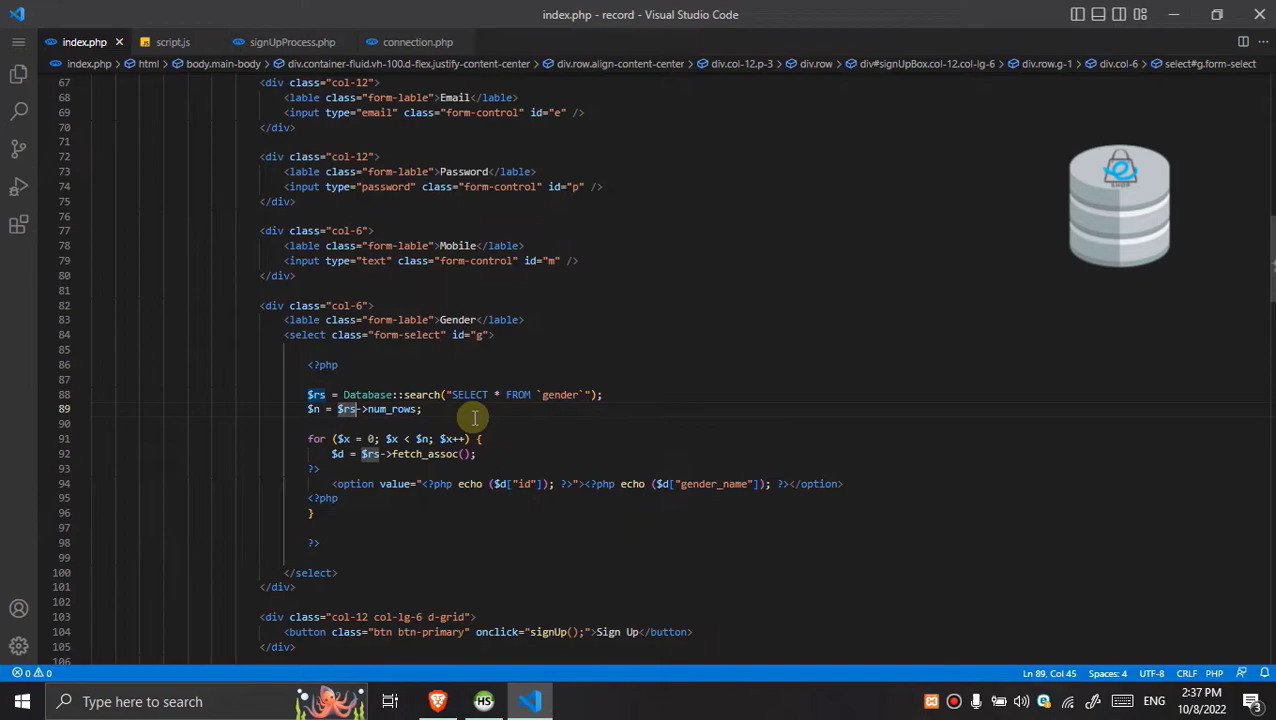 index.php - record - Visual Studio Code
index.php
script.js
signUpProcess.php
connection.php
index.php > html > body.main-body > div.container-fluid.vh-100.d-flex.justify-content-center > div.row.align-content-center > div.col-12.p-3 > div.row > div#signUpBox.col-12.col-lg-6 > div.row.g-1 > div.col-6 > select#g.form-select
67 <div class="col-12">
68 <lable class="form-lable">Email</lable>
69 <input type="email" class="form-control" id="e" />
70 </div>
71
72 <div class="col-12">
73 <lable class="form-lable">Password</lable>
74 <input type="password" class="form-control" id="p" />
75 </div>
76
77 <div class="col-6">
78 <lable class="form-lable">Mobile</lable>
79 <input type="text" class="form-control" id="m" />
80 </div>
81
82 <div class="col-6">
83 <lable class="form-lable">Gender</lable>
84 <select class="form-select" id="g">
85
86 <?php
87
88 $rs = Database::search("SELECT * FROM `gender`");
89 $n = $rs->num_rows;
90
91 for ($x = 0; $x < $n; $x++) {
92 $d = $rs->fetch_assoc();
93 ?>
94 <option value="<?php echo ($d["id"]); ?>"><?php echo ($d["gender_name"]); ?></option>
95 <?php
96 }
97
98 ?>
99
100 </select>
101 </div>
102
103 <div class="col-12 col-lg-6 d-grid">
104 <button class="btn btn-primary" onclick="signUp();">Sign Up</button>
105 </div>
106
SHOP
0 0
Ln 89, Col 45
Spaces: 4
UTF-8
CRLF
PHP
Type here to search
HS
ENG
2:37 PM
10/8/2022
3